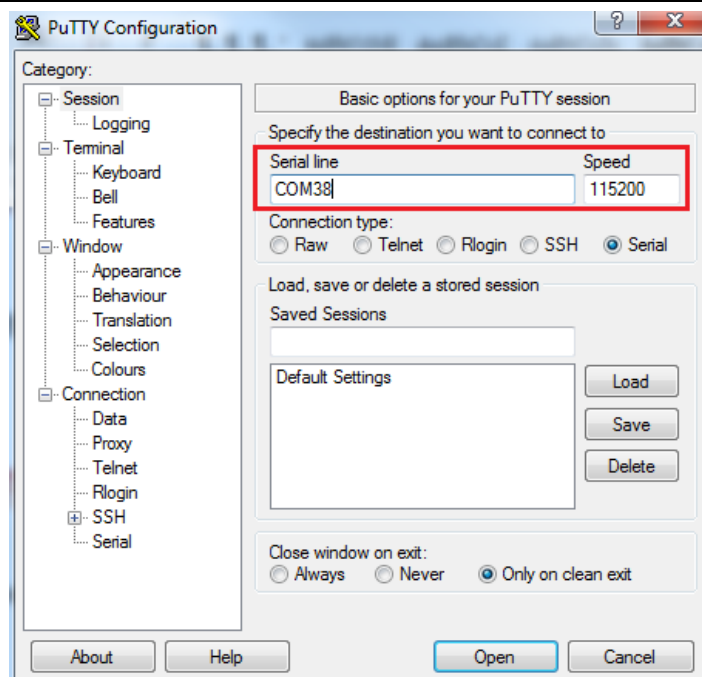 PuTTY Configuration
Category:
Session
Logging
Terminal
Keyboard
Bell
Features
Window
Appearance
Behaviour
Translation
Selection
Colours
Connection
Data
Proxy
Telnet
Rlogin
SSH
Serial
Basic options for your PuTTY session
Specify the destination you want to connect to
Serial line Speed
COM38 115200
Connection type:
Raw Telnet Rlogin SSH Serial
Load, save or delete a stored session
Saved Sessions
Default Settings
Load
Save
Delete
Close window on exit:
Always Never Only on clean exit
About Help Open Cancel